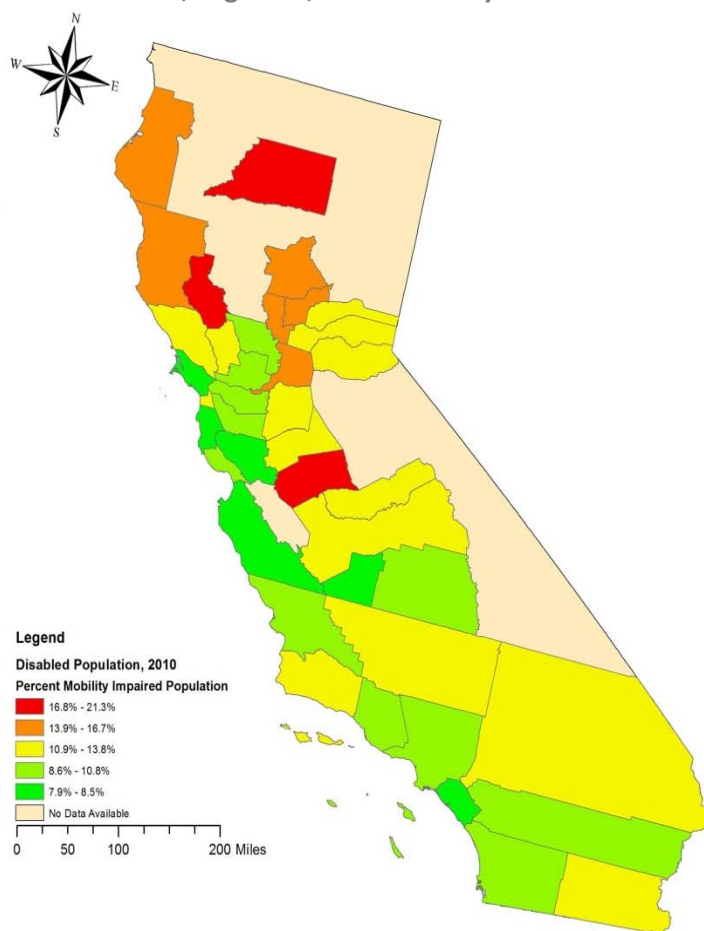 N
W
E
S
Legend
Disabled Population, 2010
Percent Mobility Impaired Population
16.8% - 21.3%
13.9% - 16.7%
10.9% - 13.8%
8.6% - 10.8%
7.9% - 8.5%
No Data Available
0 50 100 200 Miles